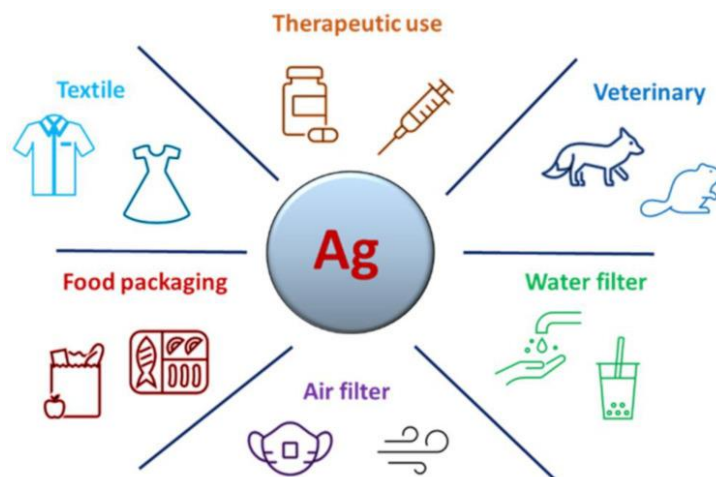 Therapeutic use
Textile
Veterinary
Ag
Food packaging
Water filter
Air filter